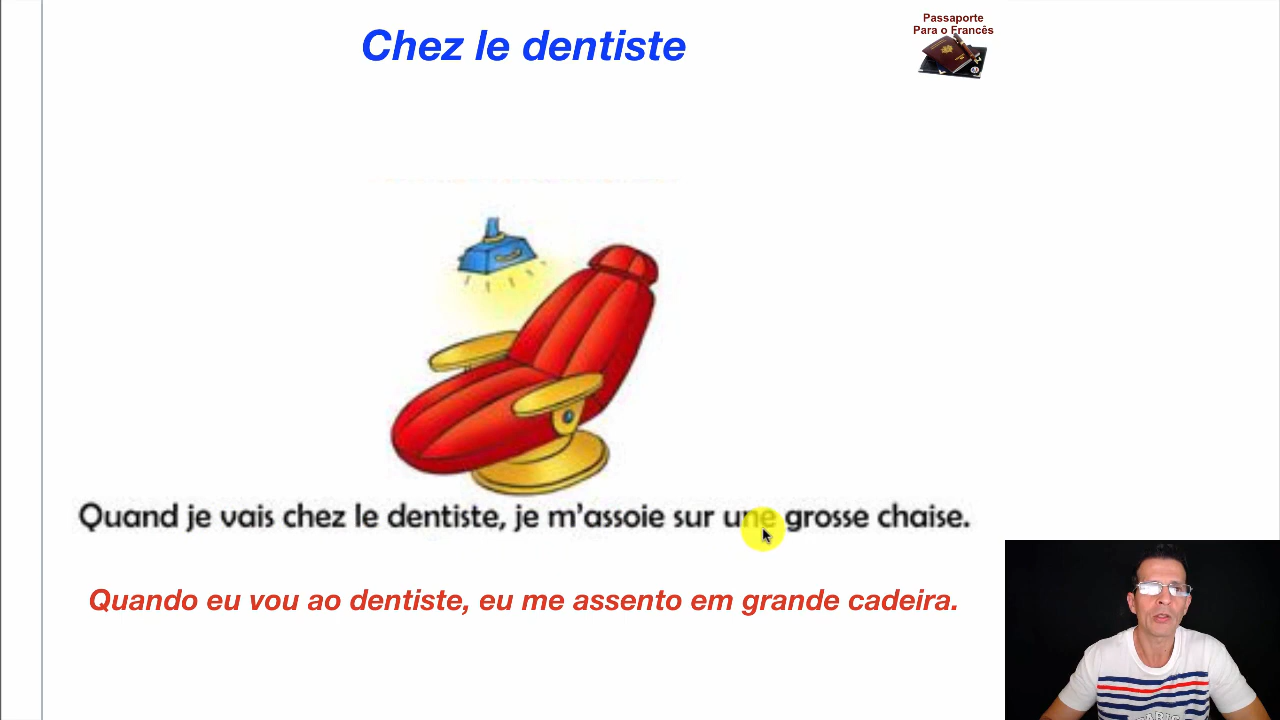 Chez le dentiste
Passaporte
Para o Francês
Quand je vais chez le dentiste, je m'assoie sur une grosse chaise.
Quando eu vou ao dentiste, eu me assento em grande cadeira.